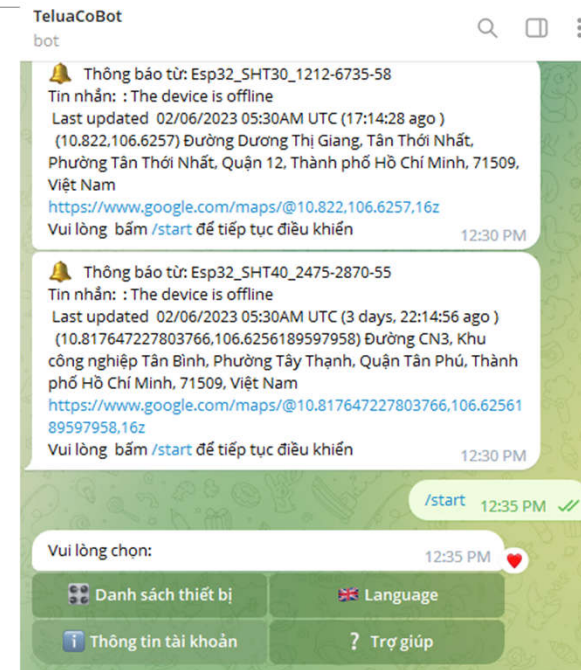 TeluaCoBot
bot
Thông báo từ: Esp32_SHT30_1212-6735-58
Tin nhắn: : The device is offline
Last updated 02/06/2023 05:30AM UTC (17:14:28 ago )
(10.822,106.6257) Đường Dương Thị Giang, Tân Thới Nhất,
Phường Tân Thới Nhất, Quận 12, Thành phố Hồ Chí Minh, 71509,
Việt Nam
https://www.google.com/maps/@10.822,106.6257,16z
Vui lòng bấm /start để tiếp tục điều khiển
12:30 PM
Thông báo từ: Esp32_SHT40_2475-2870-55
Tin nhắn: : The device is offline
Last updated 02/06/2023 05:30AM UTC (3 days, 22:14:56 ago )
(10.817647227803766,106.6256189597958) Đường CN3, Khu
công nghiệp Tân Bình, Phường Tây Thạnh, Quận Tân Phú, Thành
phố Hồ Chí Minh, 71509, Việt Nam
https://www.google.com/maps/@10.817647227803766,106.62561
89597958,16z
Vui lòng bấm /start để tiếp tục điều khiển
12:30 PM
/start 12:35 PM
Vui lòng chọn:
12:35 PM
Danh sách thiết bị
Language
Thông tin tài khoản
? Trợ giúp